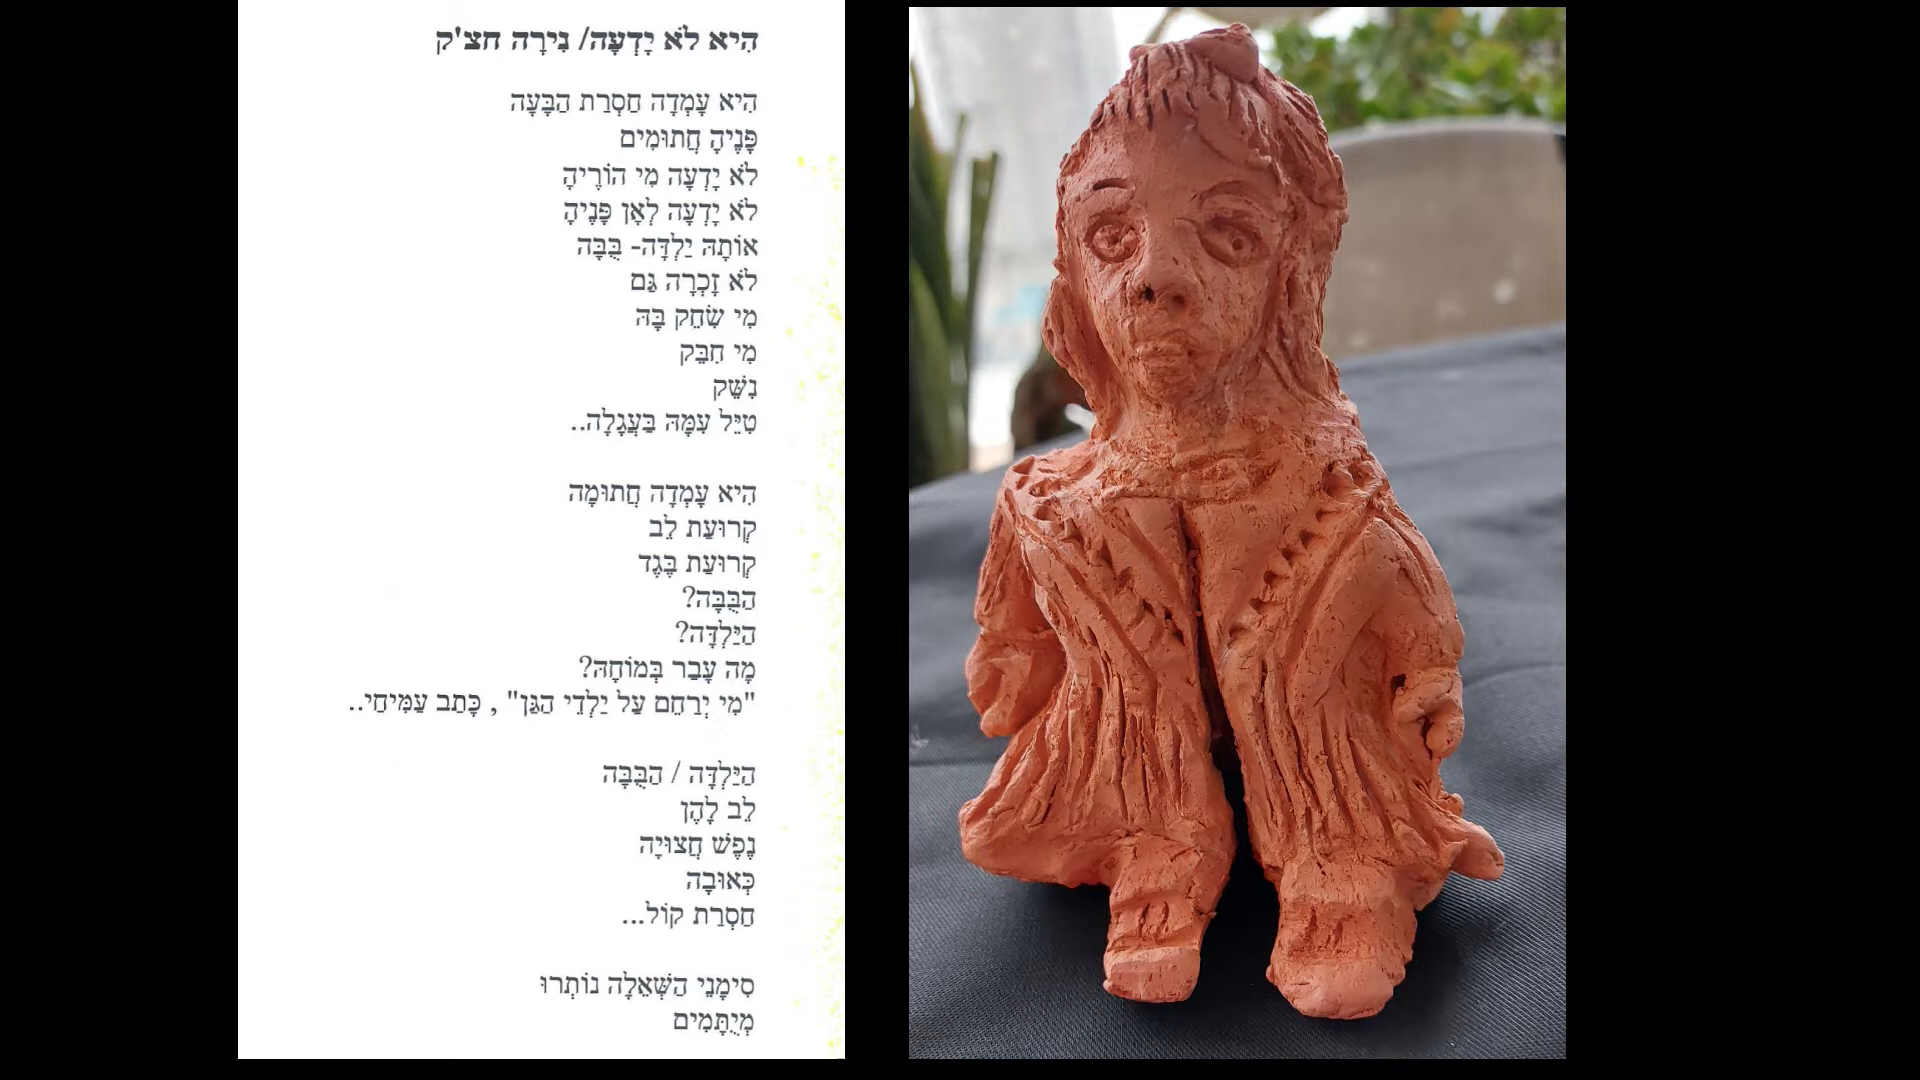 הִיא לֹא יָדְעָה/ נִירָה חצ'ק
הִיא עָמְדָה חַסְרַת הַבָּעָה
פָּנֶיהָ חֲתוּמִים
לֹא יָדְעָה מִי הוֹרֶיהָ
לֹא יָדְעָה לְאָן פָּנֶיהָ
אוֹתָהּ יַלְדָּה- בֻּבָּה
לֹא זָכְרָה גַּם
מִי שִׂחֵק בָּהּ
מִי חִבֵּק
נִשֵּׁק
טִיֵּל עִמָּהּ בַּעֲגָלָה..
הִיא עָמְדָה חֲתוּמָה
קְרוּעַת לֵב
קְרוּעַת בֶּגֶד
הַבֻּבָּה?
הַיַּלְדָּה?
מָה עָבַר בְּמוֹחָהּ?
"מִי יְרַחֵם עַל יַלְדֵי הַגַּן" , כָּתַב עַמִּיחַי..
הַיַּלְדָּה / הַבֻּבָּה
לֵב לָהֶן
נֶפֶשׁ חֲצוּיָה
כְּאוּבָה
חַסְרַת קוֹל...
סִימָנֵי הַשְּׁאֵלָה נוֹתְרוּ
מְיֻתָּמִים